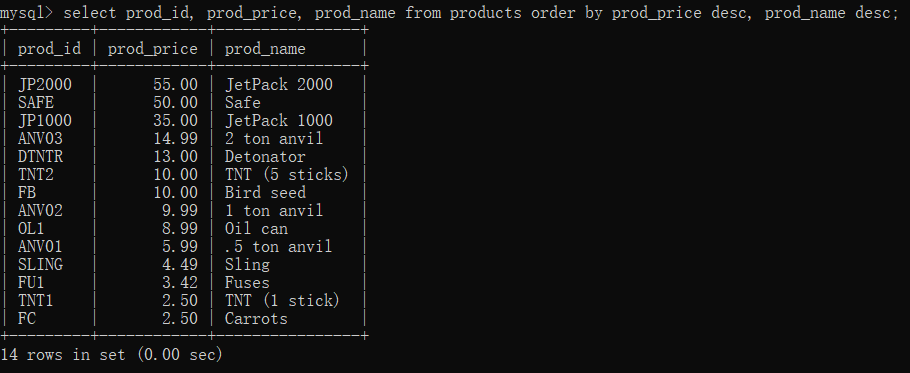 mysql> select prod_id, prod_price, prod_name from products order by prod_price desc, prod_name desc;
+---------+------------+----------------+
| prod_id | prod_price | prod_name      |
+---------+------------+----------------+
| JP2000  |      55.00 | JetPack 2000   |
| SAFE    |      50.00 | Safe           |
| JP1000  |      35.00 | JetPack 1000   |
| ANV03   |      14.99 | 2 ton anvil    |
| DTNTR   |      13.00 | Detonator      |
| TNT2    |      10.00 | TNT (5 sticks) |
| FB      |      10.00 | Bird seed      |
| ANV02   |       9.99 | 1 ton anvil    |
| OL1     |       8.99 | Oil can        |
| ANV01   |       5.99 | .5 ton anvil   |
| SLING   |       4.49 | Sling          |
| FU1     |       3.42 | Fuses          |
| TNT1    |       2.50 | TNT (1 stick)  |
| FC      |       2.50 | Carrots        |
+---------+------------+----------------+
14 rows in set (0.00 sec)